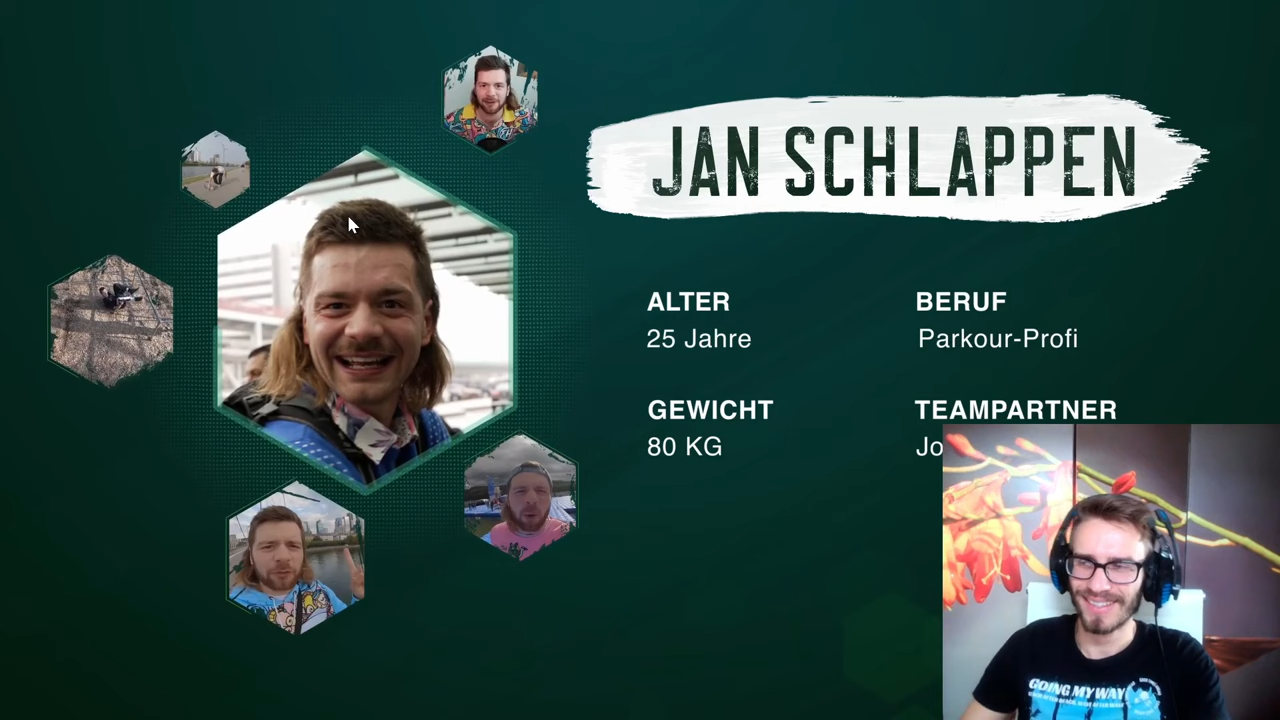 JAN SCHLAPPEN
ALTER
25 Jahre
BERUF
Parkour-Profi
GEWICHT
80 KG
TEAMPARTNER
Jo
GOING MY WAY